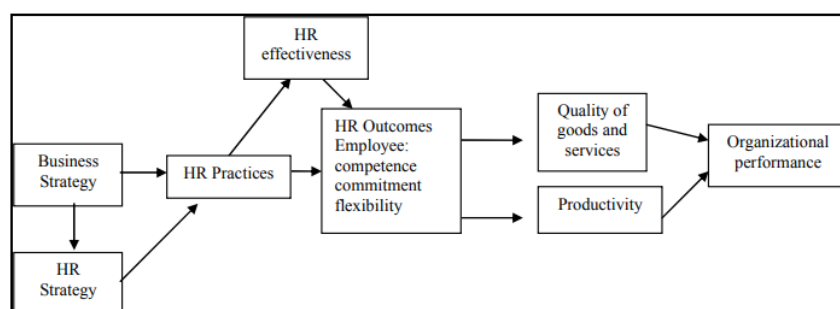 HR
effectiveness
Business
Strategy
HR Practices
HR Outcomes
Employee:
competence
commitment
flexibility
Quality of
goods and
services
Organizational
performance
Productivity
HR
Strategy